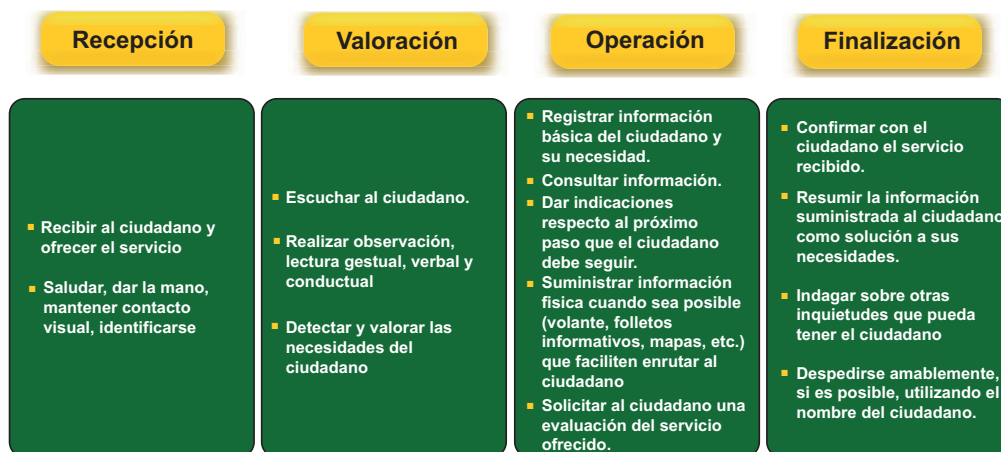 Recepción
Valoración
Operación
Finalización
Recibir al ciudadano y
ofrecer el servicio
Saludar, dar la mano,
mantener contacto
visual, identificarse
Escuchar al ciudadano.
Realizar observación,
lectura gestual, verbal y
conductual
Detectar y valorar las
necesidades del
ciudadano
Registrar información
básica del ciudadano y
su necesidad.
Consultar información.
Dar indicaciones
respecto al próximo
paso que el ciudadano
debe seguir.
Suministrar información
fisica cuando sea posible
(volante, folletos
informativos, mapas, etc.)
que faciliten enrutar al
ciudadano
Solicitar al ciudadano una
evaluación del servicio
ofrecido.
Confirmar con el
ciudadano el servicio
recibido.
Resumir la información
suministrada al ciudadano
como solución a sus
necesidades.
Indagar sobre otras
inquietudes que pueda
tener el ciudadano
Despedirse amablemente,
si es posible, utilizando el
nombre del ciudadano.